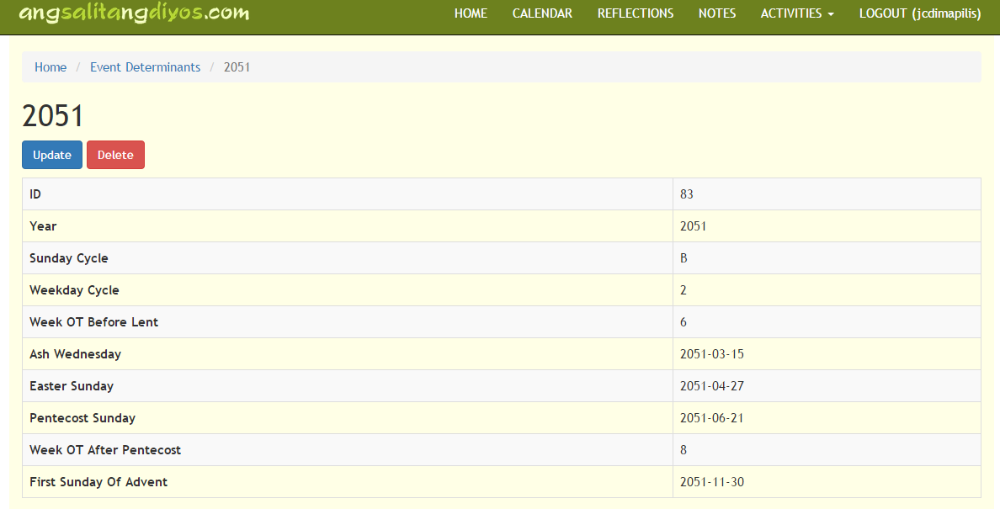 angsalitangdiyos.com HOME CALENDAR REFLECTIONS NOTES ACTIVITIES LOGOUT (jcdimapilis)
Home / Event Determinants / 2051
2051
Update Delete
ID 83
Year 2051
Sunday Cycle B
Weekday Cycle 2
Week OT Before Lent 6
Ash Wednesday 2051-03-15
Easter Sunday 2051-04-27
Pentecost Sunday 2051-06-21
Week OT After Pentecost 8
First Sunday Of Advent 2051-11-30